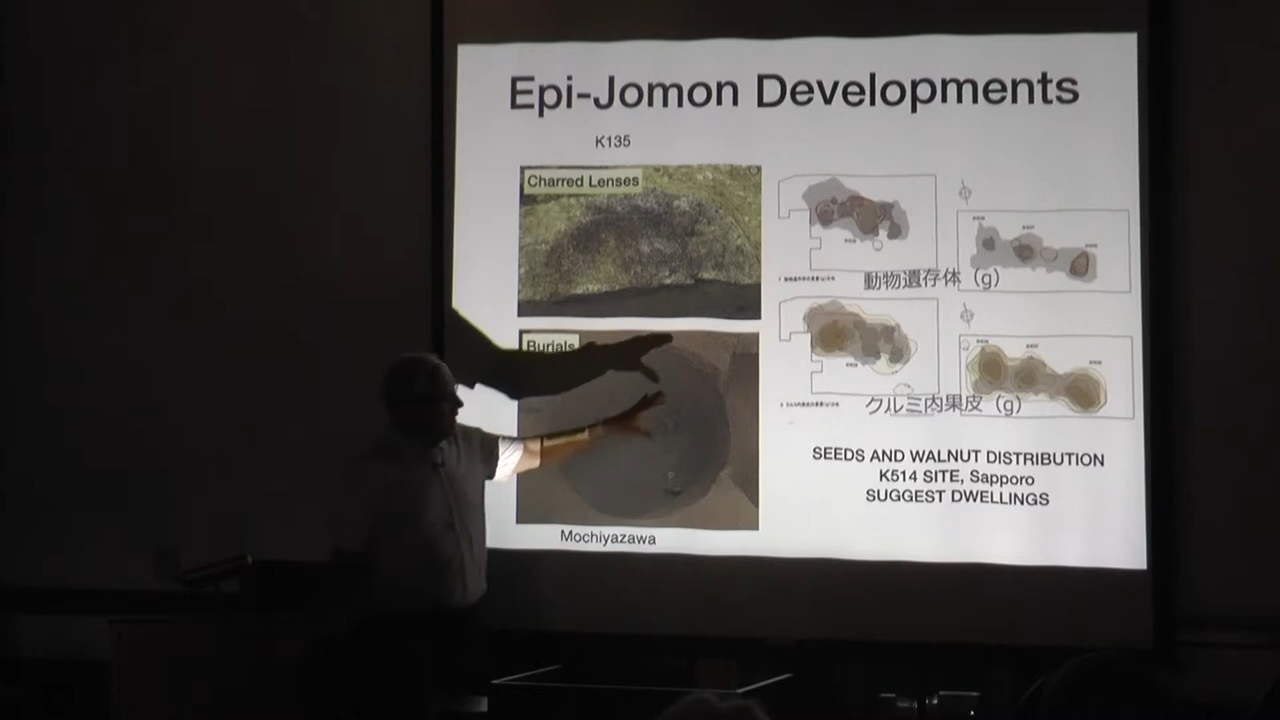 Epi-Jomon Developments
K135
Charred Lenses
動物遺存体（g）
Burials
クルミ内果皮（g）
SEEDS AND WALNUT DISTRIBUTION
K514 SITE, Sapporo
SUGGEST DWELLINGS
Mochiyazawa